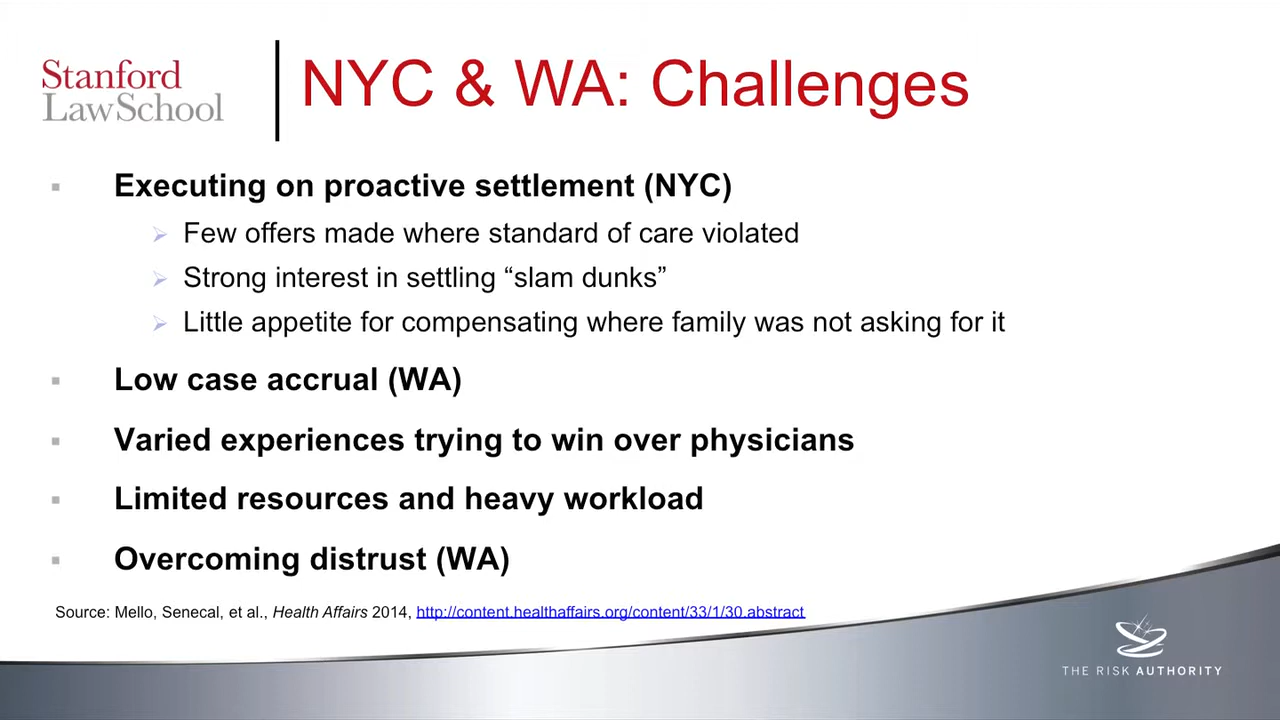 Stanford
LawSchool
NYC & WA: Challenges
Executing on proactive settlement (NYC)
Few offers made where standard of care violated
Strong interest in settling “slam dunks”
Little appetite for compensating where family was not asking for it
Low case accrual (WA)
Varied experiences trying to win over physicians
Limited resources and heavy workload
Overcoming distrust (WA)
Source: Mello, Senecal, et al., Health Affairs 2014, http://content.healthaffairs.org/content/33/1/30.abstract
THE RISK AUTHORITY